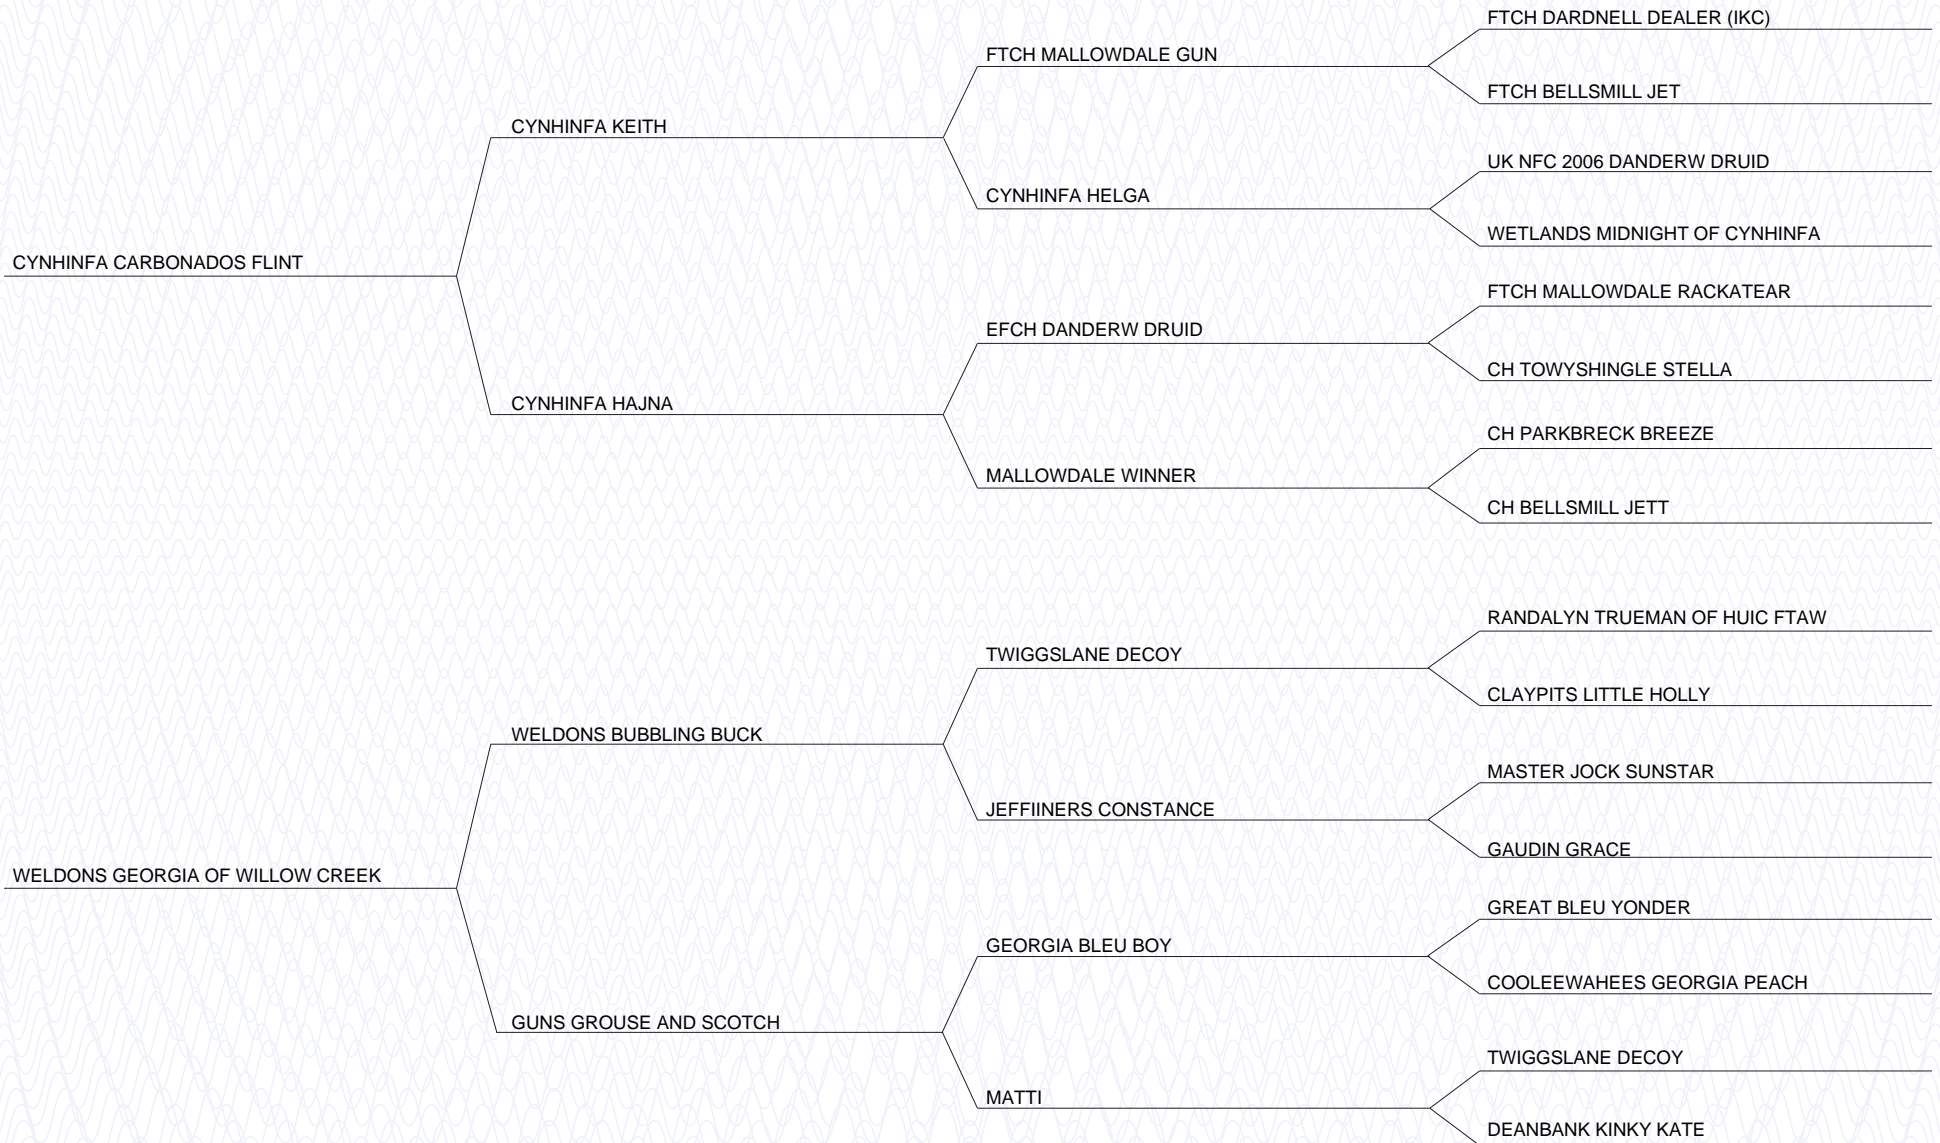 FTCH DARDNELL DEALER (IKC)
FTCH MALLOWDALE GUN
FTCH BELLSMILL JET
CYNHINFA KEITH
UK NFC 2006 DANDERW DRUID
CYNHINFA HELGA
WETLANDS MIDNIGHT OF CYNHINFA
CYNHINFA CARBONADOS FLINT
FTCH MALLOWDALE RACKATEAR
EFCH DANDERW DRUID
CH TOWYSHINGLE STELLA
CYNHINFA HAJNA
CH PARKBRECK BREEZE
MALLOWDALE WINNER
CH BELLSMILL JETT
RANDALYN TRUEMAN OF HUIC FTAW
TWIGGSLANE DECOY
CLAYPITS LITTLE HOLLY
WELDONS BUBBLING BUCK
MASTER JOCK SUNSTAR
JEFFIINERS CONSTANCE
GAUDIN GRACE
WELDONS GEORGIA OF WILLOW CREEK
GREAT BLEU YONDER
GEORGIA BLEU BOY
COOLEEWAHEES GEORGIA PEACH
GUNS GROUSE AND SCOTCH
TWIGGSLANE DECOY
MATTI
DEANBANK KINKY KATE